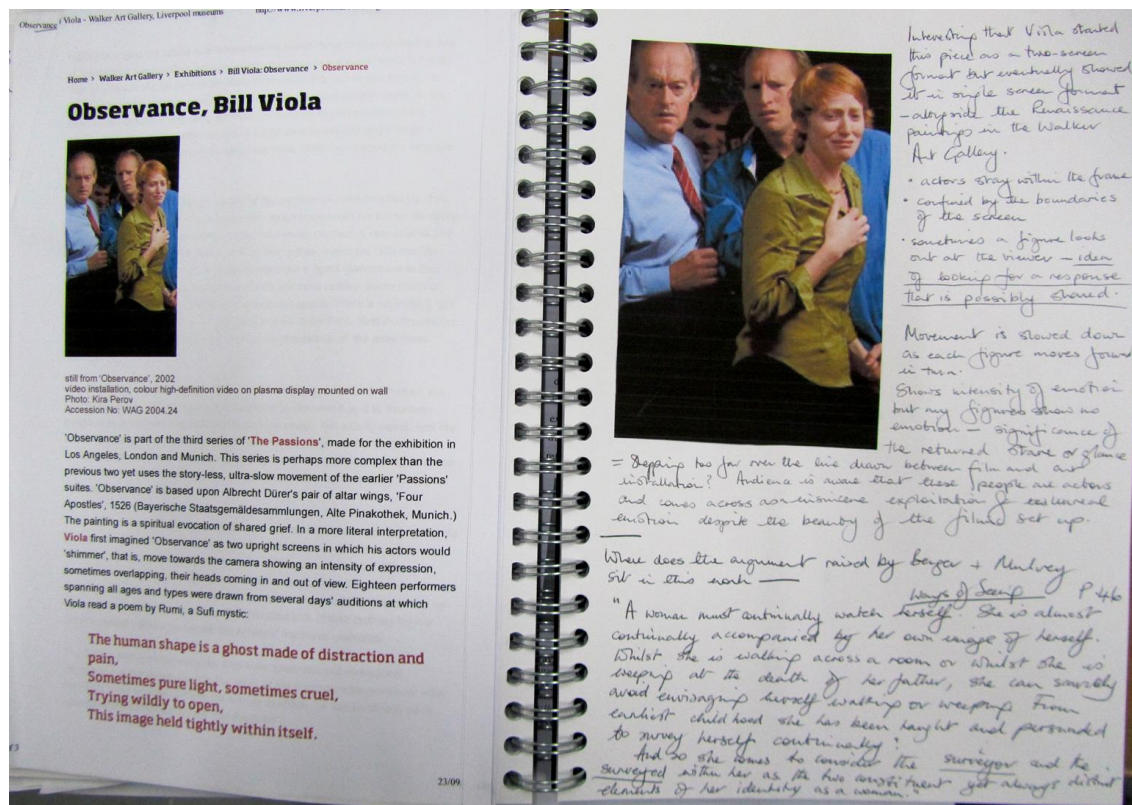 Observance, Bill Viola - Walker Art Gallery, Liverpool museums
Home > Walker Art Gallery > Exhibitions > Bill Viola: Observance > Observance
Observance, Bill Viola
still from 'Observance', 2002
video installation, colour high-definition video on plasma display mounted on wall
Photo: Kira Perov
Accession No: WAG 2004.24
'Observance' is part of the third series of 'The Passions', made for the exhibition in
Los Angeles, London and Munich. This series is perhaps more complex than the
previous two yet uses the story-less, ultra-slow movement of the earlier 'Passions'
suites. 'Observance' is based upon Albrecht Dürer's pair of altar wings, 'Four
Apostles', 1526 (Bayerische Staatsgemäldesammlungen, Alte Pinakothek, Munich.)
The painting is a spiritual evocation of shared grief. In a more literal interpretation,
Viola first imagined 'Observance' as two upright screens in which his actors would
'shimmer', that is, move towards the camera showing an intensity of expression,
sometimes overlapping, their heads coming in and out of view. Eighteen performers
spanning all ages and types were drawn from several days' auditions at which
Viola read a poem by Rumi, a Sufi mystic:
The human shape is a ghost made of distraction and
pain,
Sometimes pure light, sometimes cruel,
Trying wildly to open,
This image held tightly within itself.
23/09
Interesting that Viola started
this piece as a two-screen
format but eventually showed
it in single screen format
- alongside the Renaissance
paintings in the Walker
Art Gallery.
• actors stay within the frame
• confined by the boundaries
of the screen
• sometimes a figure looks
out at the viewer - idea
of looking for a response
that is possibly shared.
Movement is slowed down
as each figure moves forward
in turn.
Shows intensity of emotion
but my figures show no
emotion - significance of
the returned stare or glance
= Stepping too far over the line drawn between film and art
installation? Audience is aware that these people are actors
and comes across as insincere exploitation of
emotion despite the beauty of the filmed set up.
Where does the argument raised by Berger + Mulvey
sit in this work —
Ways of Seeing P 46
"A woman must continually watch herself. She is almost
continually accompanied by her own image of herself.
Whilst she is walking across a room or whilst she is
weeping at the death of her father, she can scarcely
avoid envisaging herself walking or weeping. From
earliest childhood she has been taught and persuaded
to survey herself continually.
And so she comes to consider the surveyor and the
surveyed within her as the two constituent yet always distinct
elements of her identity as a woman."